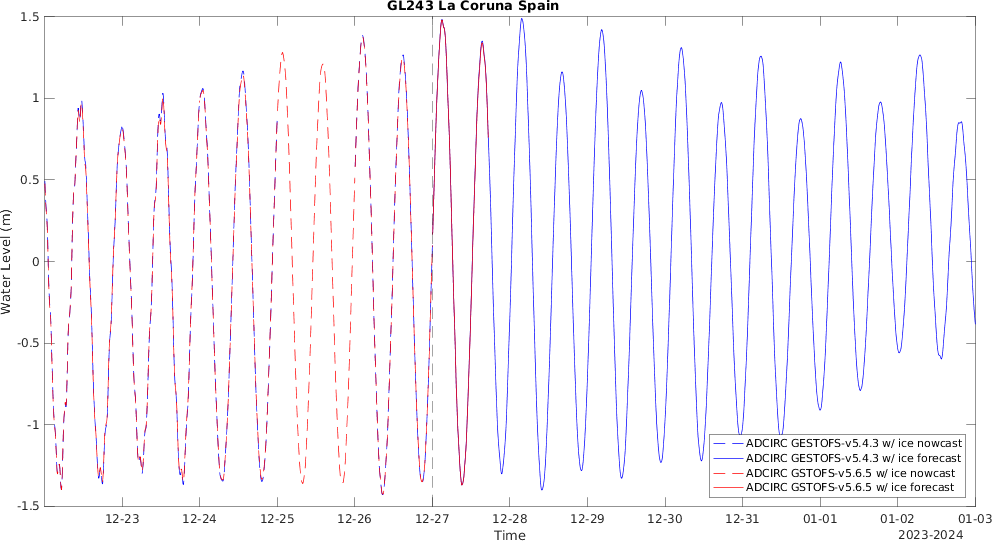 GL243 La Coruna Spain
Water Level (m)
1.5
1
0.5
0
-0.5
-1
-1.5
ADCIRC GESTOFS-v5.4.3 w/ ice nowcast
ADCIRC GESTOFS-v5.4.3 w/ ice forecast
ADCIRC GSTOFS-v5.6.5 w/ ice nowcast
ADCIRC GSTOFS-v5.6.5 w/ ice forecast
12-23 12-24 12-25 12-26 12-27 12-28 12-29 12-30 12-31 01-01 01-02 01-03
Time
2023-2024